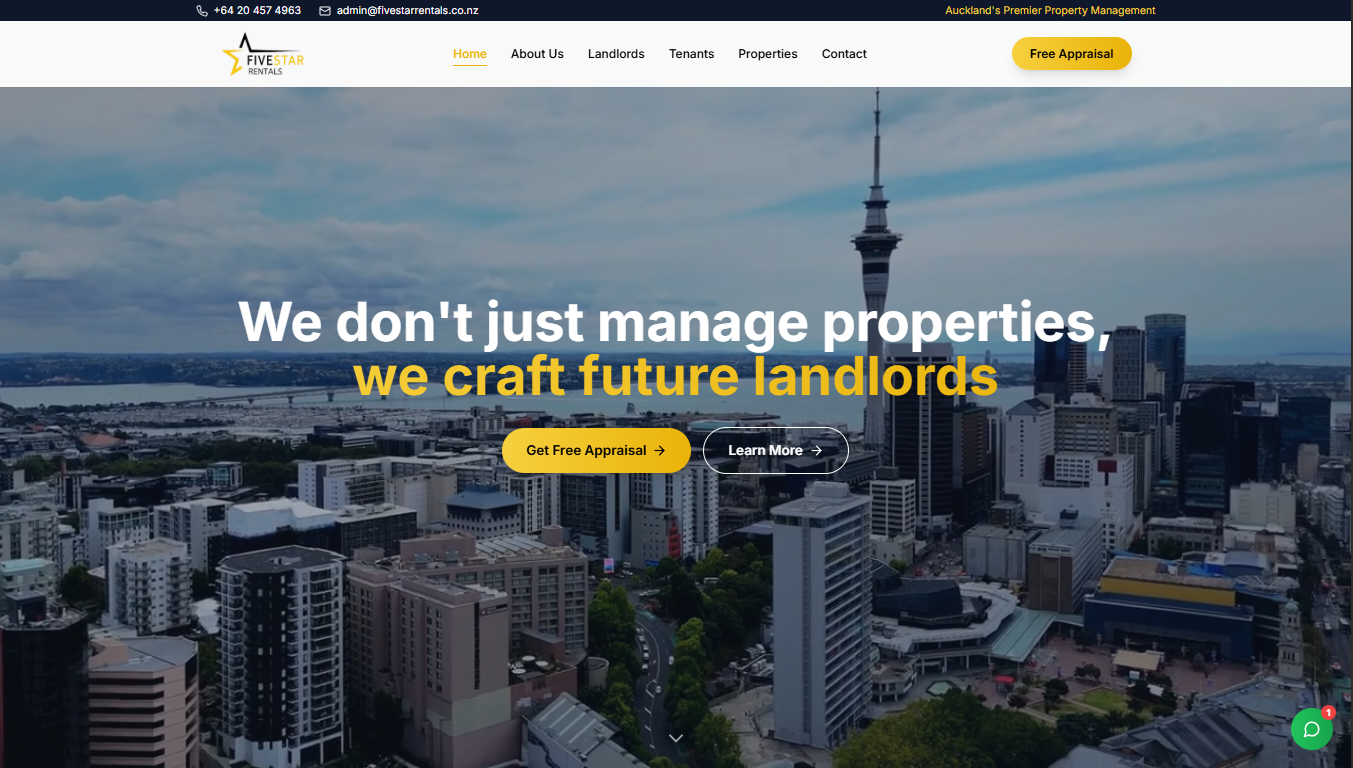 +64 20 457 4963
admin@fivestarrentals.co.nz
Auckland's Premier Property Management
FIVESTAR
RENTALS
Home
About Us
Landlords
Tenants
Properties
Contact
Free Appraisal
We don't just manage properties,
we craft future landlords
Get Free Appraisal
Learn More
1